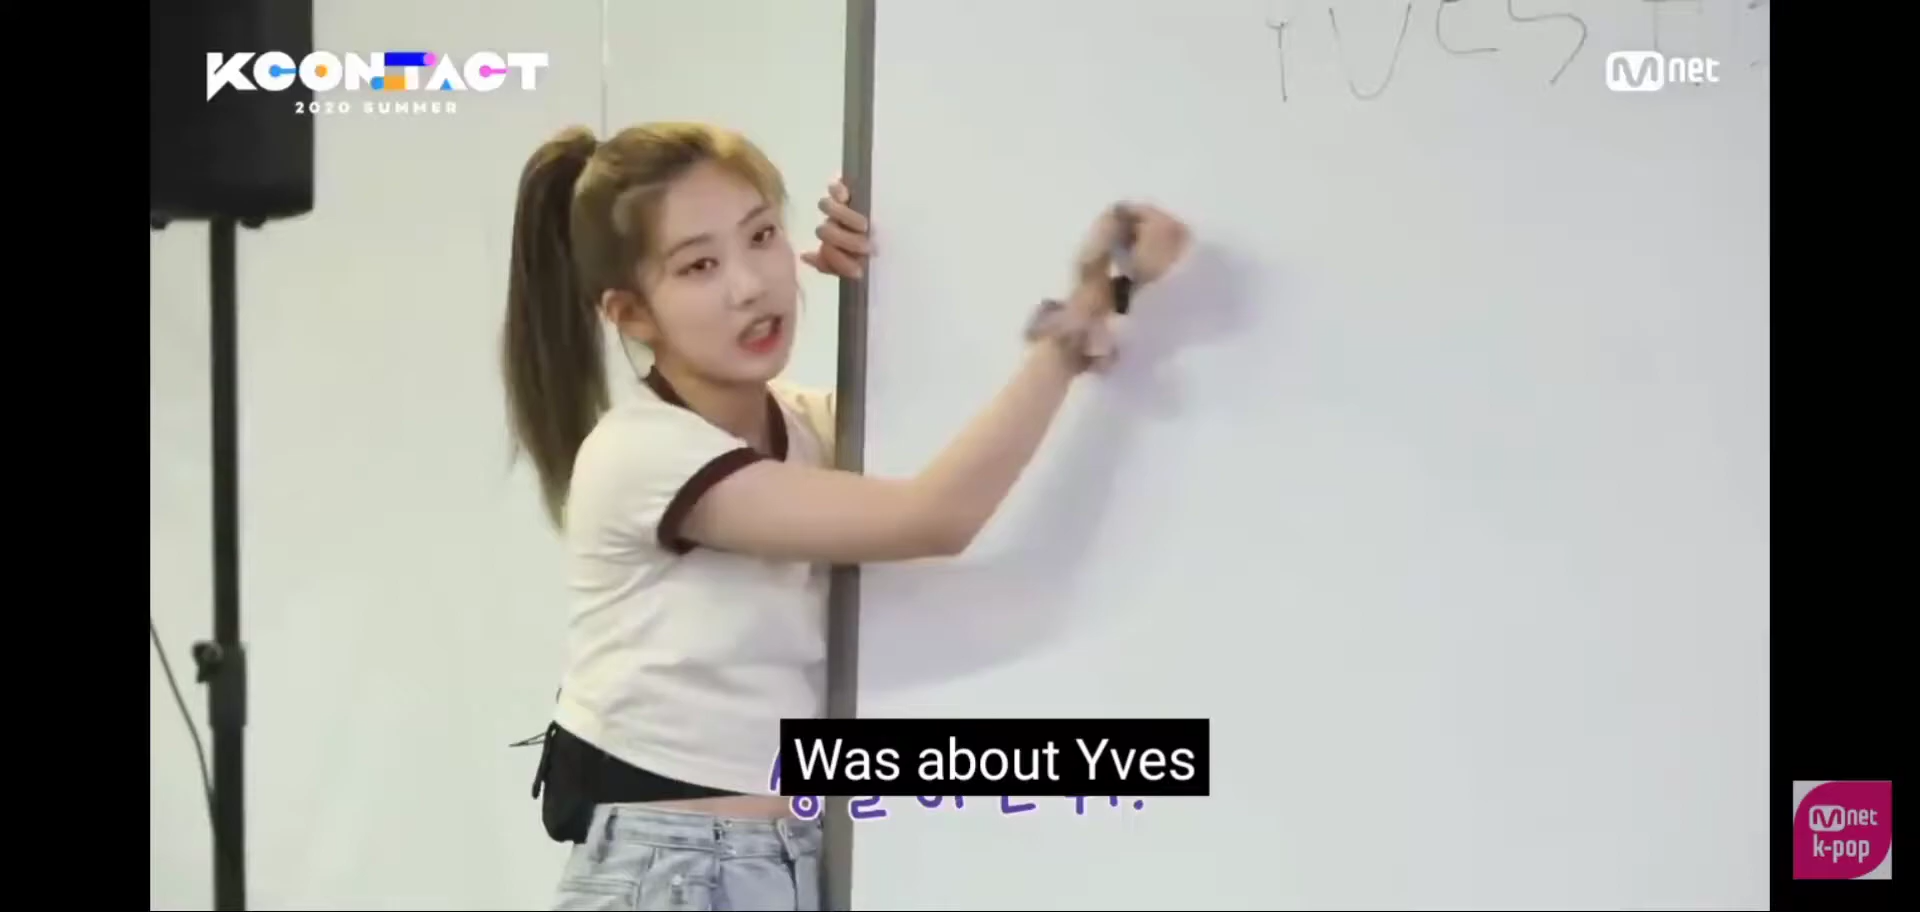 KCONTACT
2020 SUMMER
YVES
Mnet
Was about Yves
Mnet
k-pop